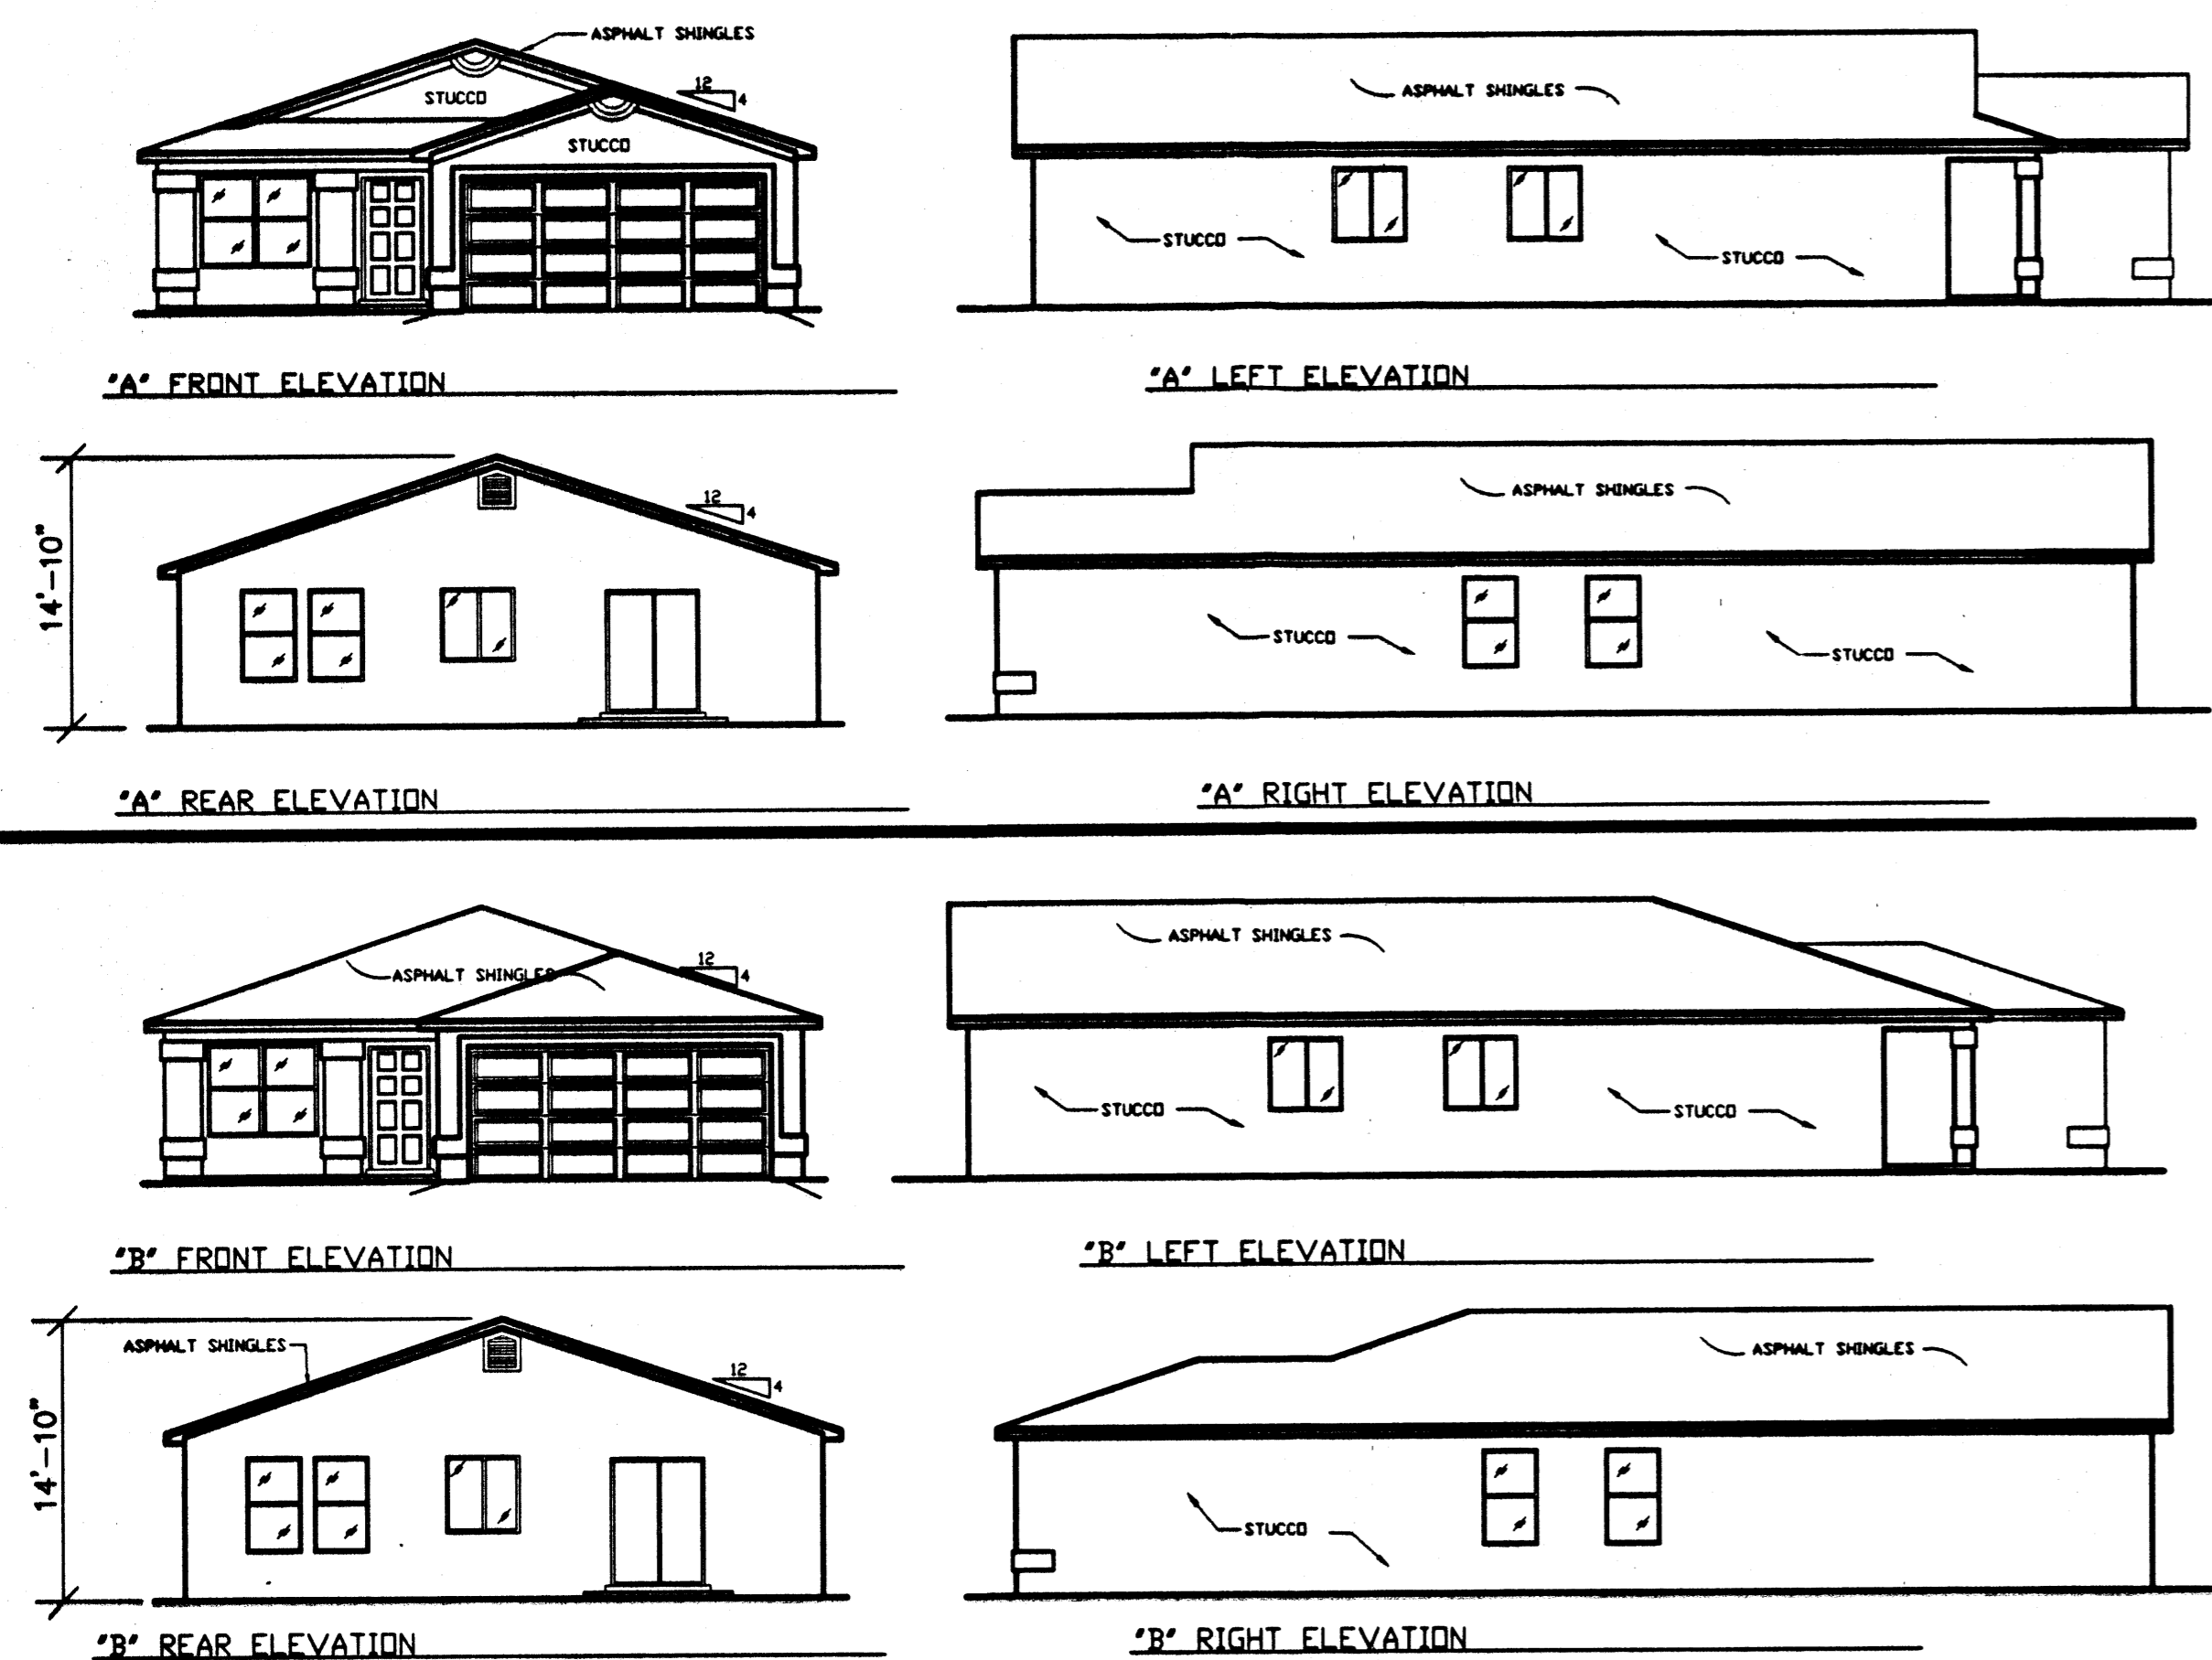 ASPHALT SHINGLES
STUCCO
12
4
STUCCO
"A" FRONT ELEVATION
ASPHALT SHINGLES
STUCCO
STUCCO
"A" LEFT ELEVATION
14'-10"
12
4
"A" REAR ELEVATION
ASPHALT SHINGLES
STUCCO
STUCCO
"A" RIGHT ELEVATION
ASPHALT SHINGLES
12
4
"B" FRONT ELEVATION
ASPHALT SHINGLES
STUCCO
STUCCO
"B" LEFT ELEVATION
ASPHALT SHINGLES
14'-10"
12
4
"B" REAR ELEVATION
ASPHALT SHINGLES
STUCCO
"B" RIGHT ELEVATION